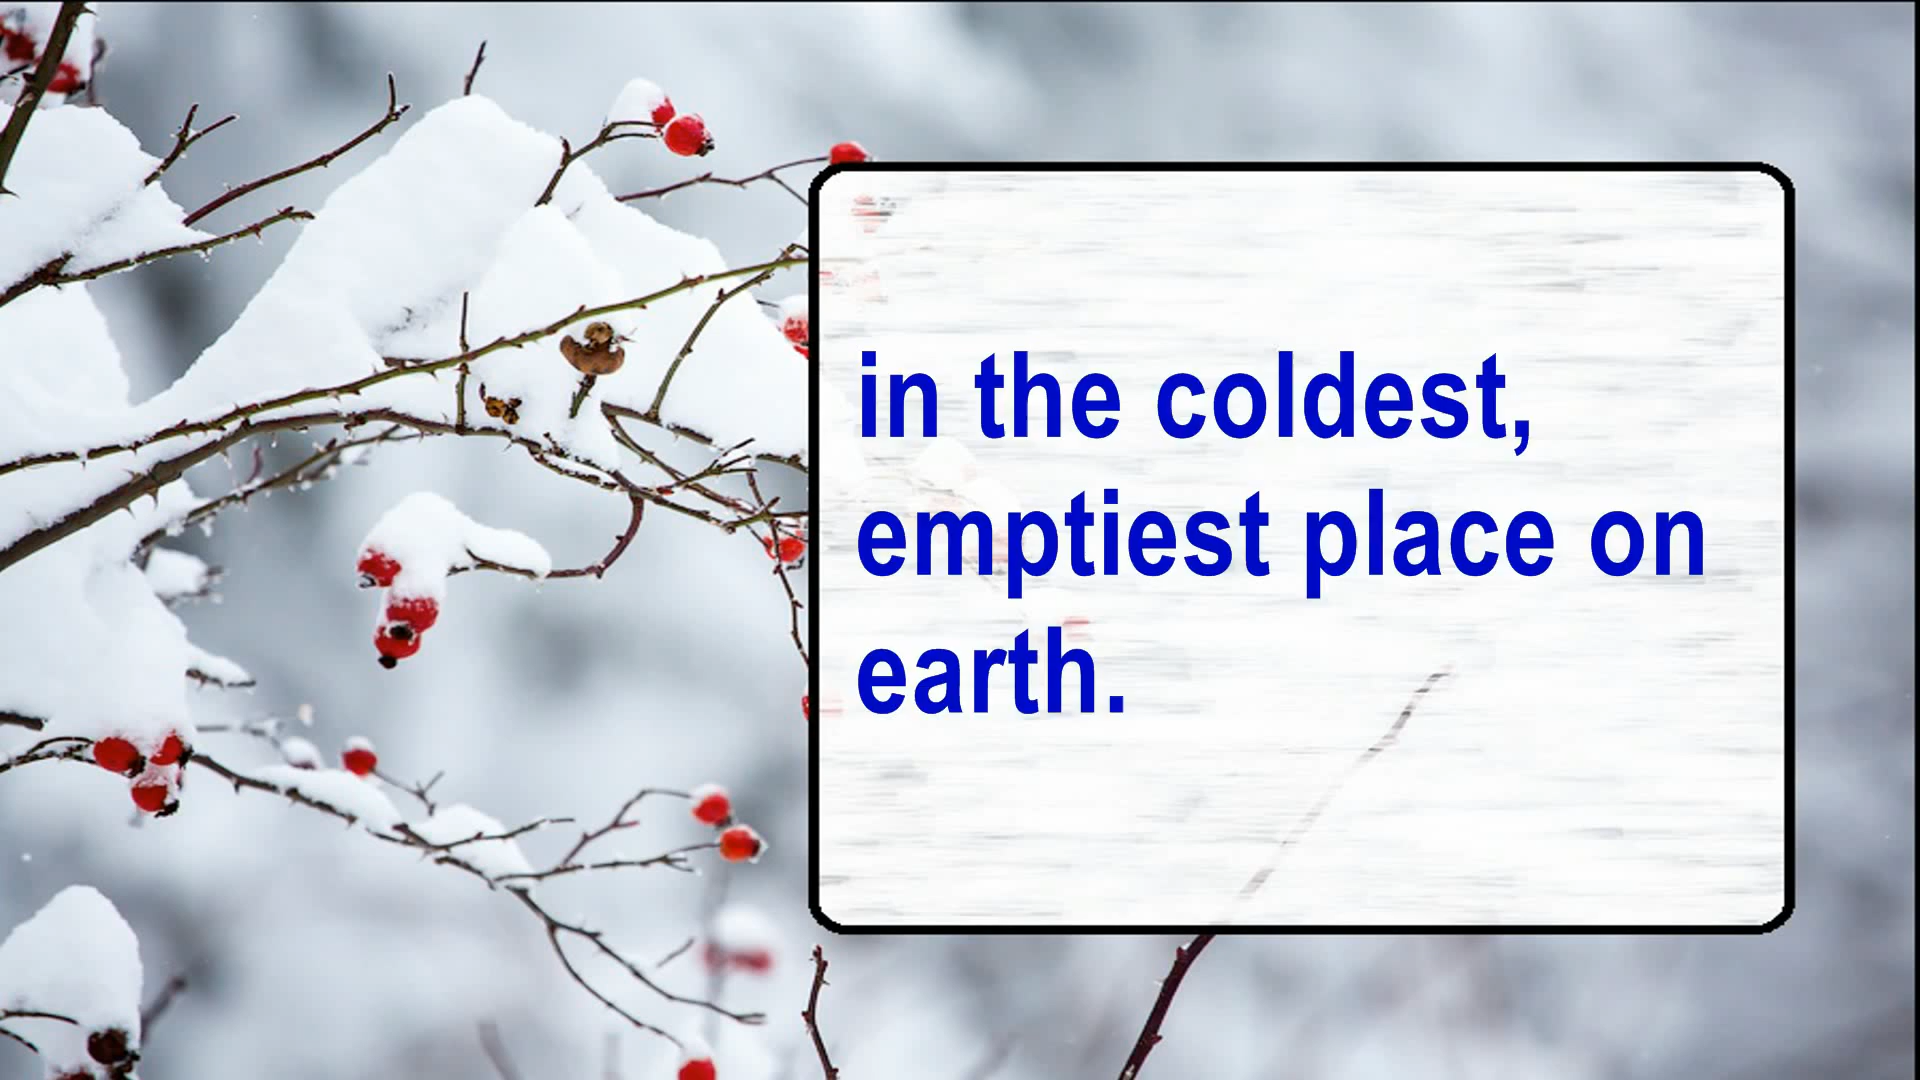 in the coldest,
emptiest place on
earth.